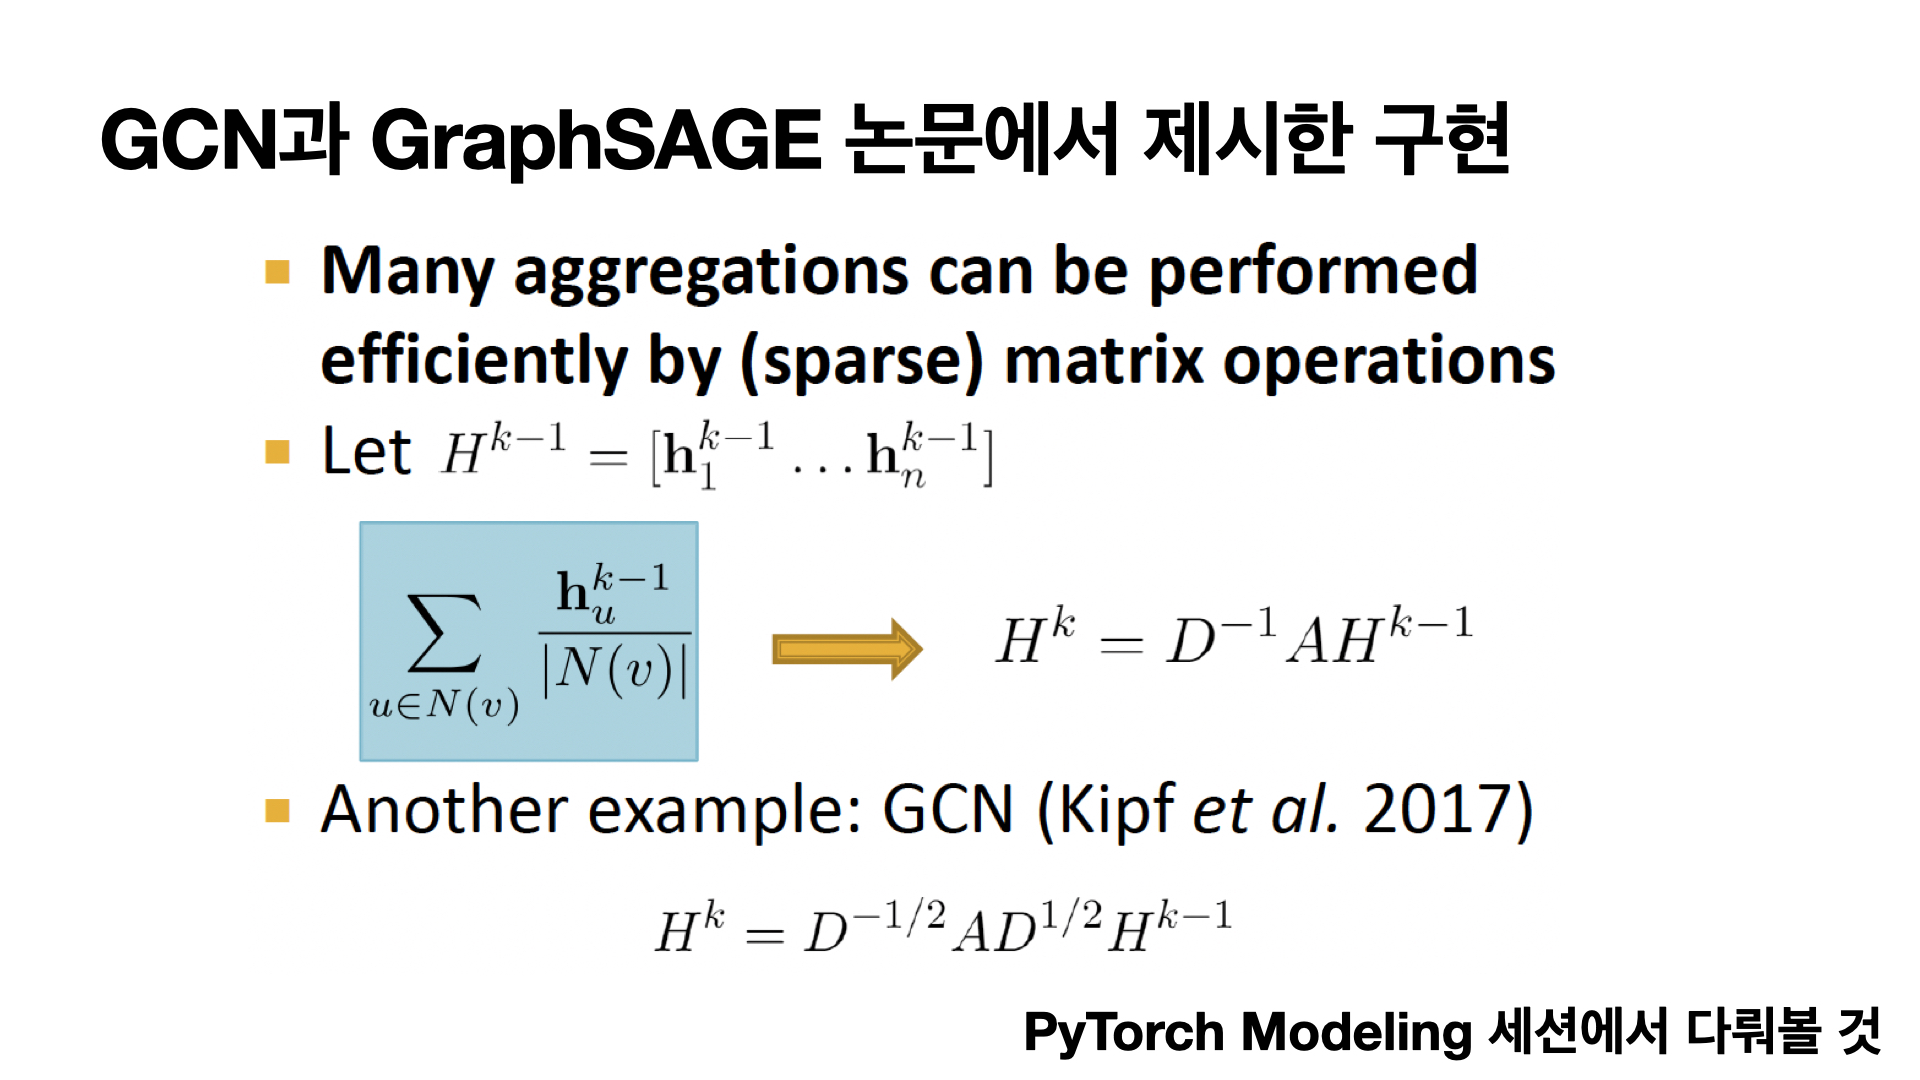 GCN과 GraphSAGE 논문에서 제시한 구현
Many aggregations can be performed
efficiently by (sparse) matrix operations
Let $H^{k-1} = [\mathbf{h}_1^{k-1} \dots \mathbf{h}_n^{k-1}]$
$\sum_{u \in N(v)} \frac{\mathbf{h}_u^{k-1}}{|N(v)|}$ $H^k = D^{-1}AH^{k-1}$
Another example: GCN (Kipf et al. 2017)
$H^k = D^{-1/2}AD^{1/2}H^{k-1}$
PyTorch Modeling 세션에서 다뤄볼 것